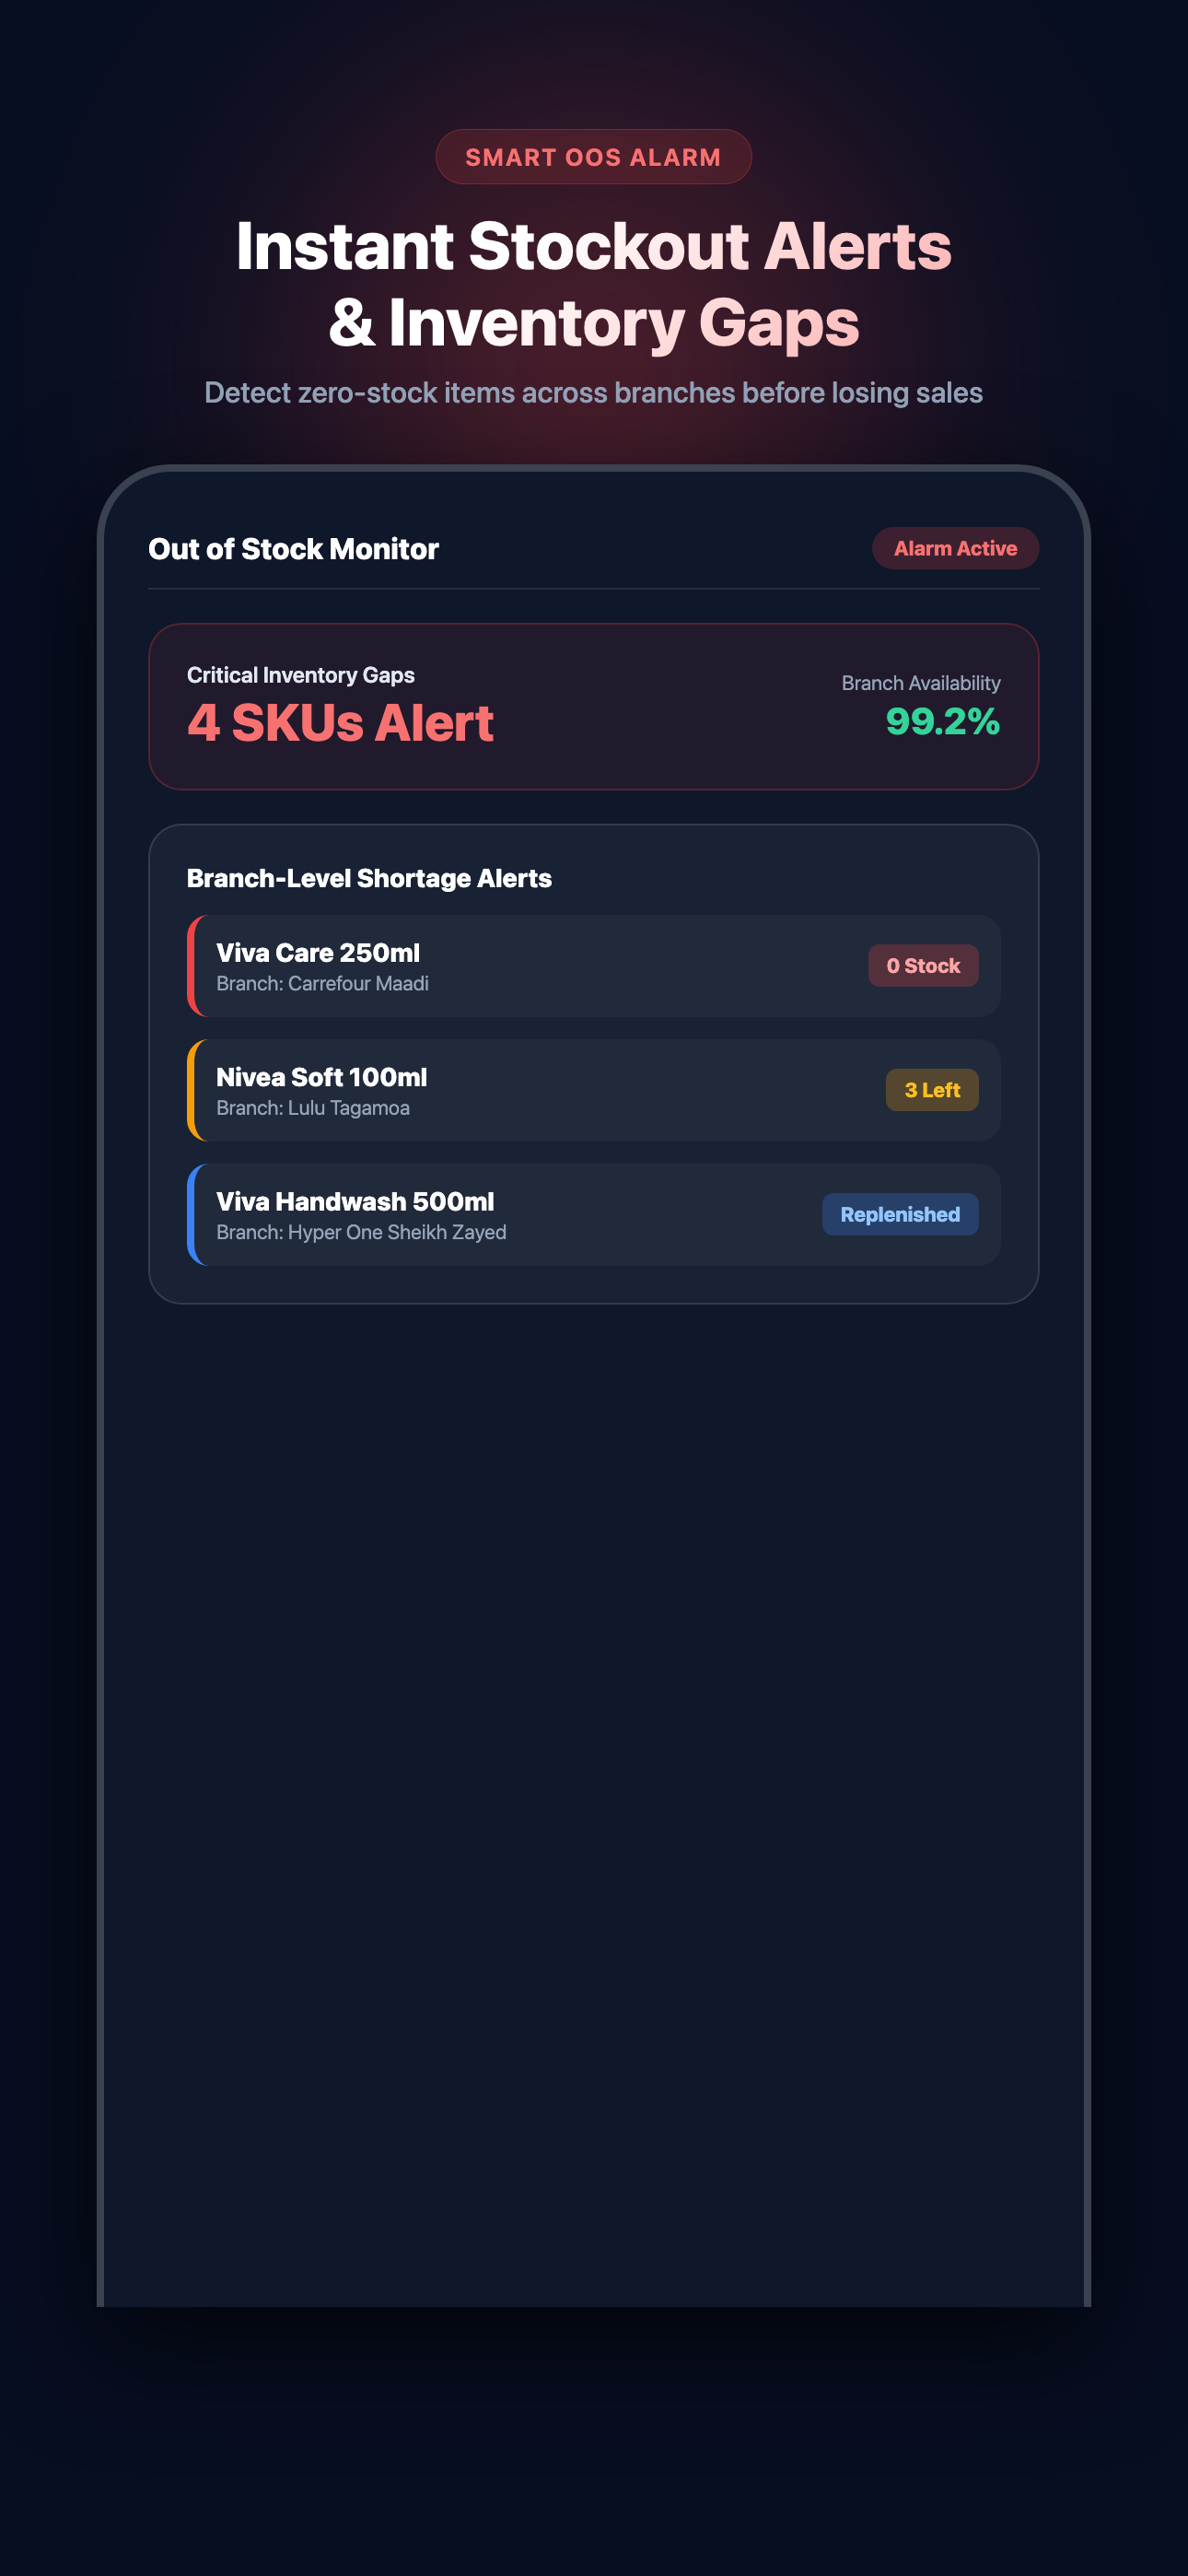 SMART OOS ALARM
Instant Stockout Alerts
& Inventory Gaps
Detect zero-stock items across branches before losing sales
Out of Stock Monitor
Alarm Active
Critical Inventory Gaps
4 SKUs Alert
Branch Availability
99.2%
Branch-Level Shortage Alerts
Viva Care 250ml
Branch: Carrefour Maadi
0 Stock
Nivea Soft 100ml
Branch: Lulu Tagamoa
3 Left
Viva Handwash 500ml
Branch: Hyper One Sheikh Zayed
Replenished